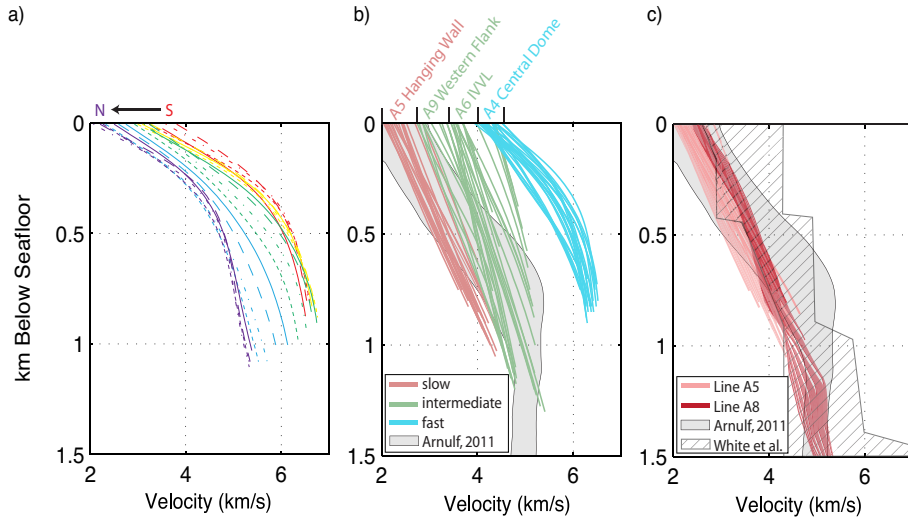 a)
b)
c)
N
S
A5 Hanging Wall
A9 Western Flank
A6 IVVL
A4 Central Dome
km Below Seafloor
0
0.5
1
1.5
2
4
6
Velocity (km/s)
0
0.5
1
1.5
2
4
6
Velocity (km/s)
slow
intermediate
fast
Arnulf, 2011
0
0.5
1
1.5
2
4
6
Velocity (km/s)
Line A5
Line A8
Arnulf, 2011
White et al.